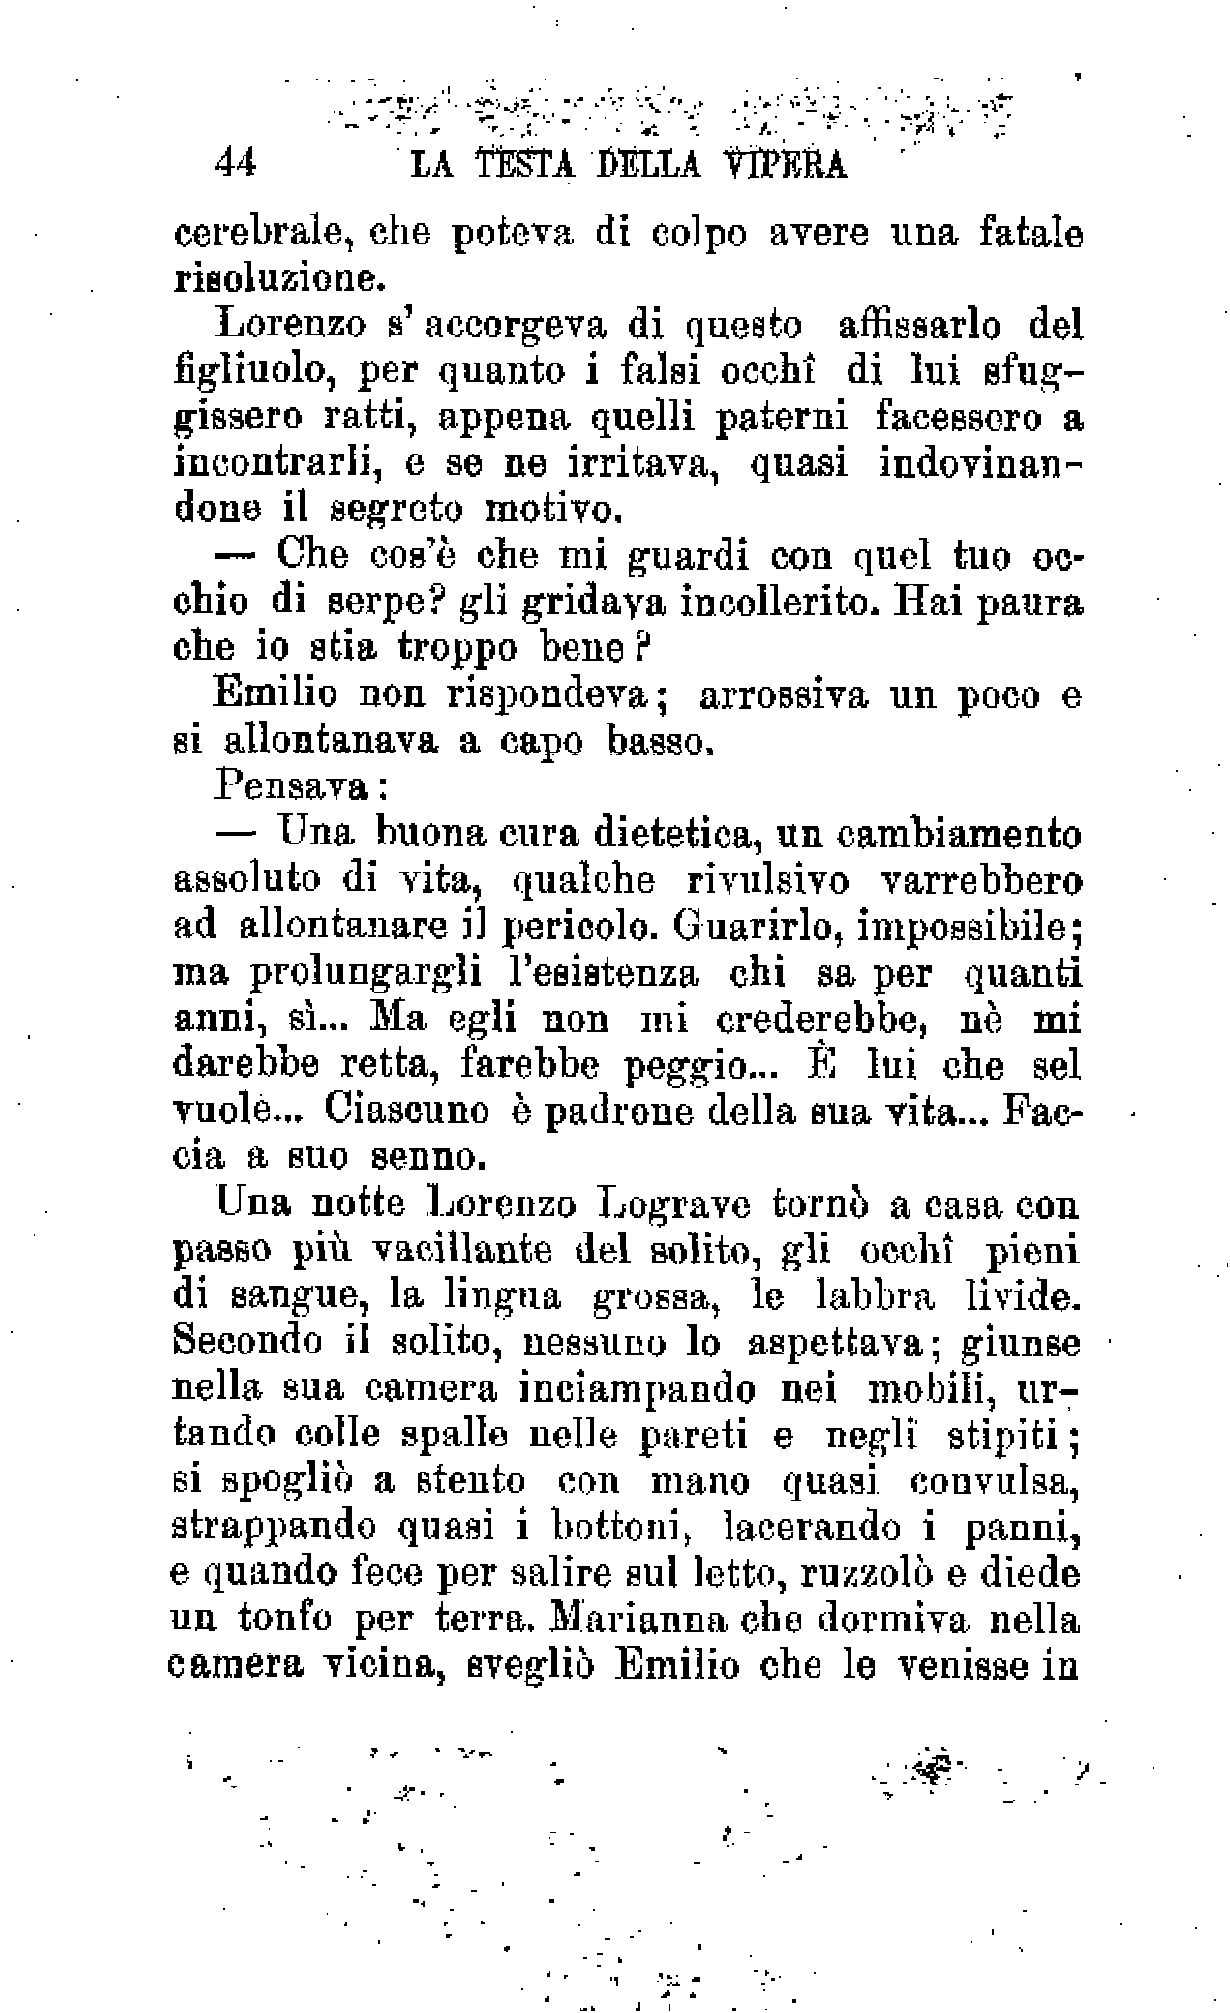 44 LA TESTA DELLA VIPERA
cerebrale, che poteva di colpo avere una fatale
risoluzione.
Lorenzo s' accorgeva di questo affissarlo del
figliuolo, per quanto i falsi occhî di lui sfug-
gissero ratti, appena quelli paterni facessero a
incontrarli, e se ne irritava, quasi indovinan-
done il segreto motivo.
— Che cos'è che mi guardi con quel tuo oc-
chio di serpe? gli gridava incollerito. Hai paura
che io stia troppo bene?
Emilio non rispondeva; arrossiva un poco e
si allontanava a capo basso.
Pensava:
— Una buona cura dietetica, un cambiamento
assoluto di vita, qualche rivulsivo varrebbero
ad allontanare il pericolo. Guarirlo, impossibile;
ma prolungargli l'esistenza chi sa per quanti
anni, sì... Ma egli non mi crederebbe, nè mi
darebbe retta, farebbe peggio... È lui che sel
vuole... Ciascuno è padrone della sua vita... Fac-
cia a suo senno.
Una notte Lorenzo Lograve tornò a casa con
passo più vacillante del solito, gli occhî pieni
di sangue, la lingua grossa, le labbra livide.
Secondo il solito, nessuno lo aspettava; giunse
nella sua camera inciampando nei mobili, ur-
tando colle spalle nelle pareti e negli stipiti;
si spogliò a stento con mano quasi convulsa,
strappando quasi i bottoni, lacerando i panni,
e quando fece per salire sul letto, ruzzolò e diede
un tonfo per terra. Marianna che dormiva nella
camera vicina, svegliò Emilio che le venisse in